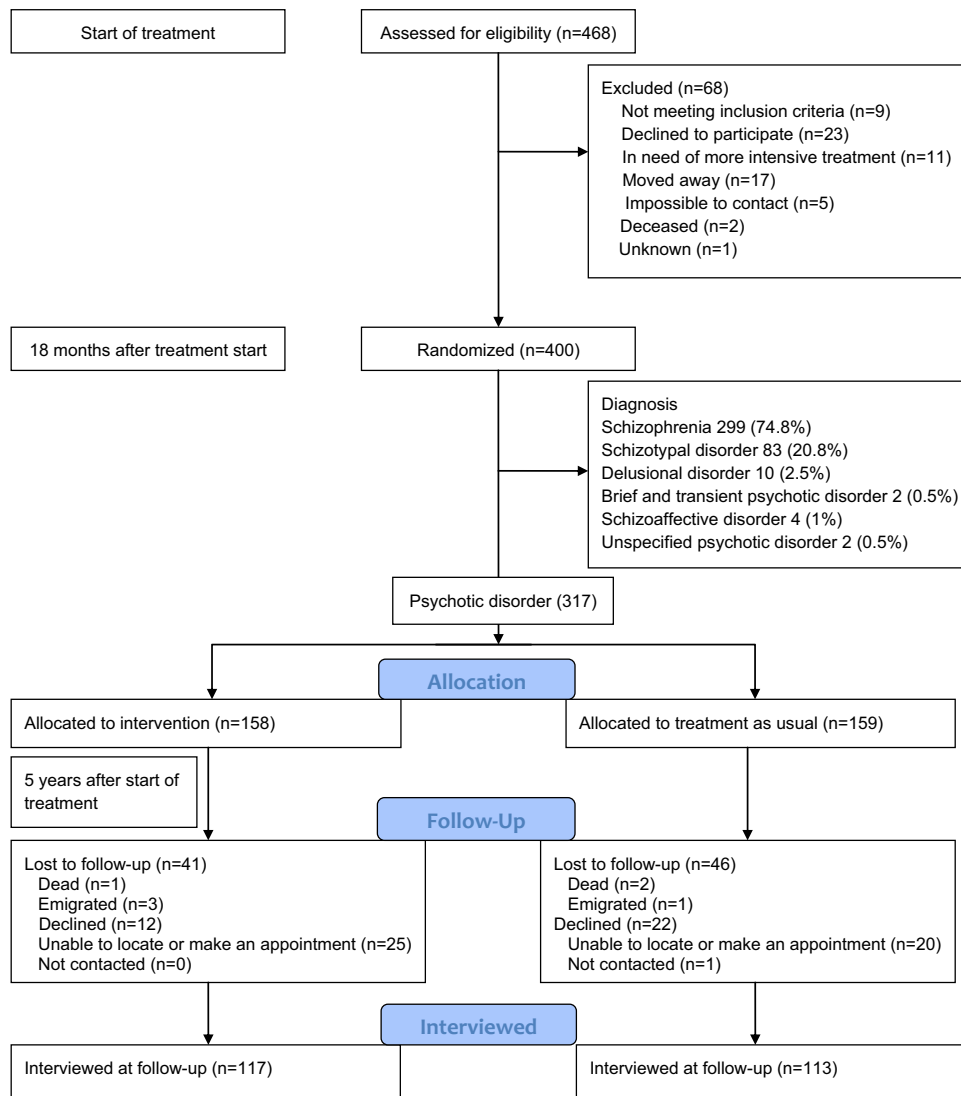 Start of treatment
Assessed for eligibility (n=468)
Excluded (n=68)
Not meeting inclusion criteria (n=9)
Declined to participate (n=23)
In need of more intensive treatment (n=11)
Moved away (n=17)
Impossible to contact (n=5)
Deceased (n=2)
Unknown (n=1)
18 months after treatment start
Randomized (n=400)
Diagnosis
Schizophrenia 299 (74.8%)
Schizotypal disorder 83 (20.8%)
Delusional disorder 10 (2.5%)
Brief and transient psychotic disorder 2 (0.5%)
Schizoaffective disorder 4 (1%)
Unspecified psychotic disorder 2 (0.5%)
Psychotic disorder (317)
Allocation
Allocated to intervention (n=158)
Allocated to treatment as usual (n=159)
5 years after start of
treatment
Follow-Up
Lost to follow-up (n=41)
Dead (n=1)
Emigrated (n=3)
Declined (n=12)
Unable to locate or make an appointment (n=25)
Not contacted (n=0)
Lost to follow-up (n=46)
Dead (n=2)
Emigrated (n=1)
Declined (n=22)
Unable to locate or make an appointment (n=20)
Not contacted (n=1)
Interviewed
Interviewed at follow-up (n=117)
Interviewed at follow-up (n=113)